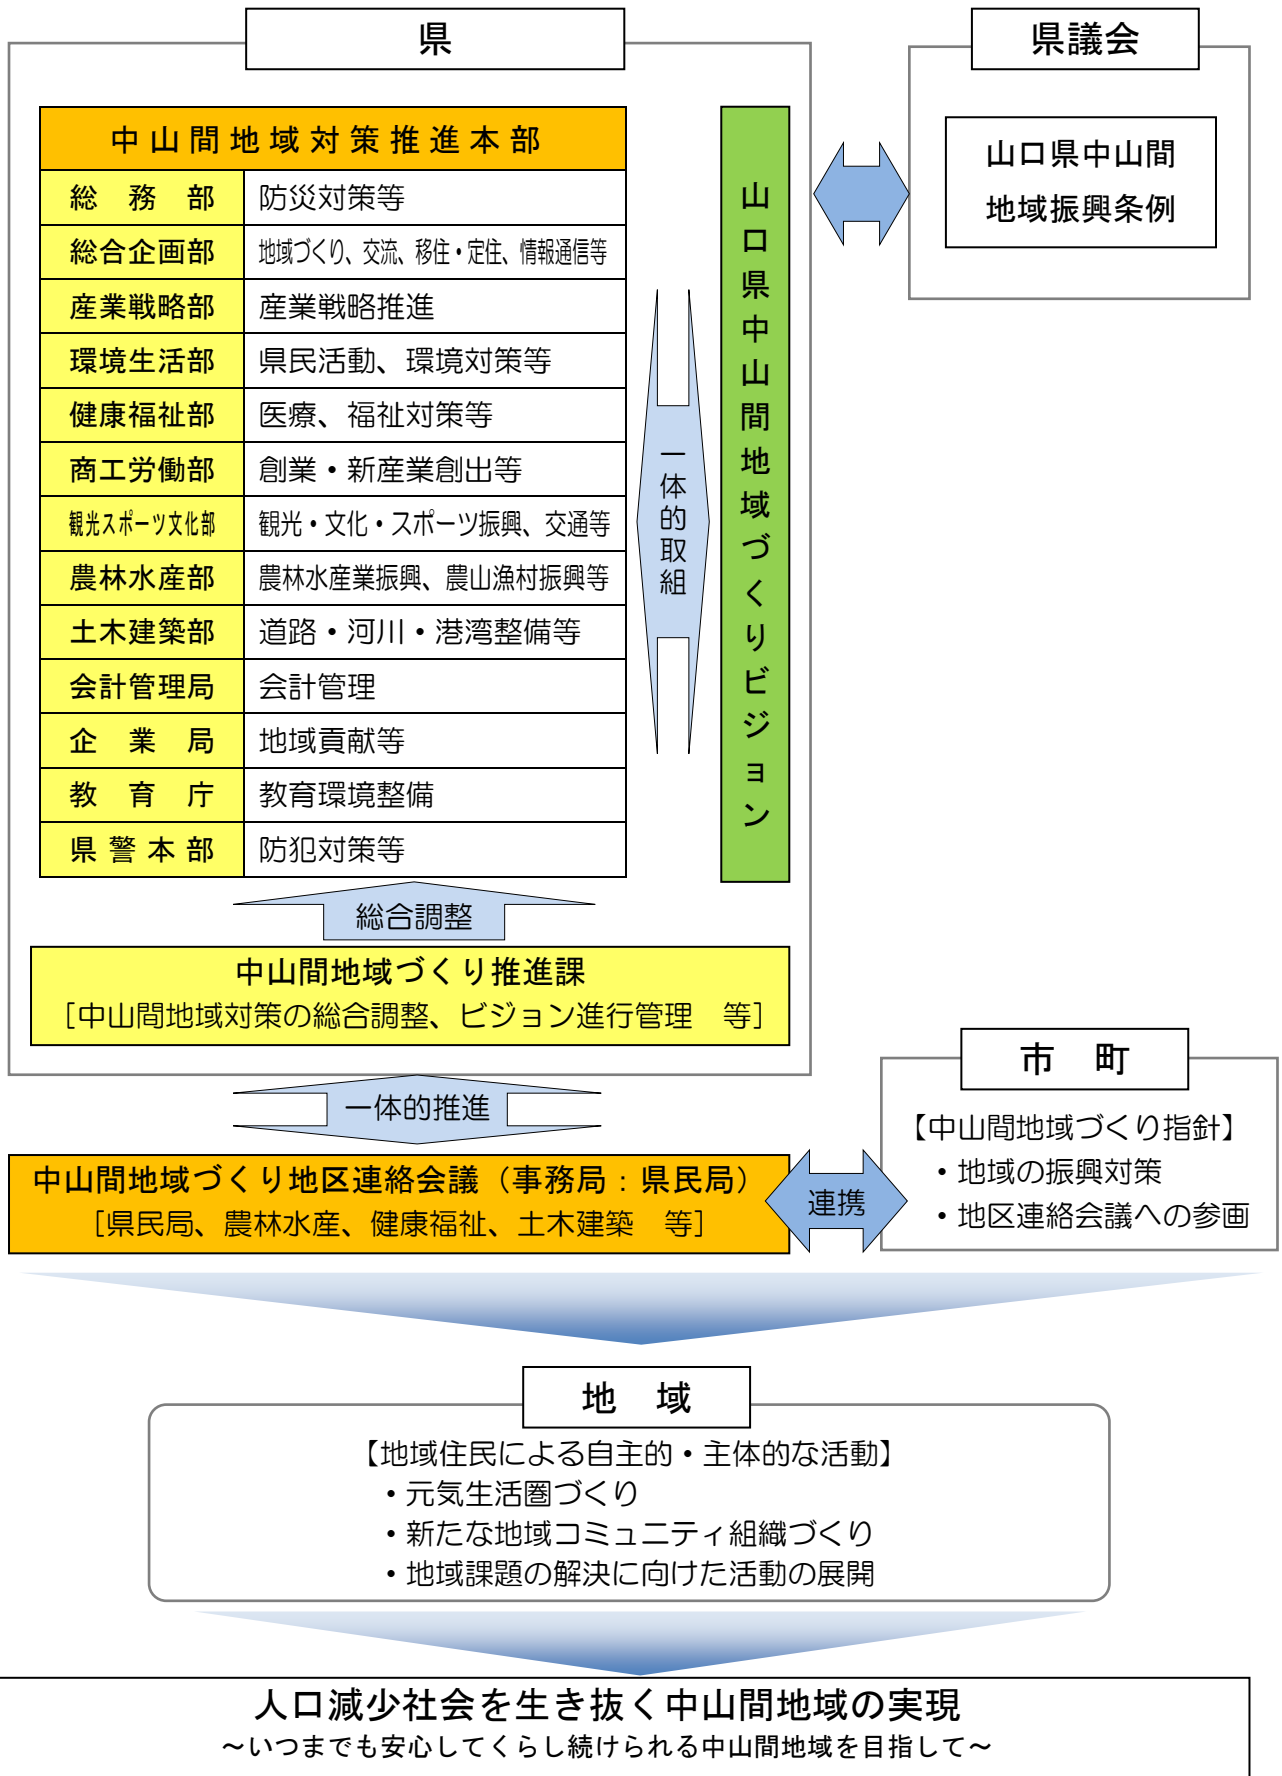 県
中山間地域対策推進本部
総務部 防災対策等
総合企画部 地域づくり、交流、移住・定住、情報通信等
産業戦略部 産業戦略推進
環境生活部 県民活動、環境対策等
健康福祉部 医療、福祉対策等
商工労働部 創業・新産業創出等
観光スポーツ文化部 観光・文化・スポーツ振興、交通等
農林水産部 農林水産業振興、農山漁村振興等
土木建築部 道路・河川・港湾整備等
会計管理局 会計管理
企業局 地域貢献等
教育庁 教育環境整備
県警本部 防犯対策等
一体的取組
山口県中山間地域づくりビジョン
県議会
山口県中山間
地域振興条例
総合調整
中山間地域づくり推進課
［中山間地域対策の総合調整、ビジョン進行管理　等］
一体的推進
中山間地域づくり地区連絡会議（事務局：県民局）
［県民局、農林水産、健康福祉、土木建築　等］
連携
市　町
【中山間地域づくり指針】
・地域の振興対策
・地区連絡会議への参画
地　域
【地域住民による自主的・主体的な活動】
・元気生活圏づくり
・新たな地域コミュニティ組織づくり
・地域課題の解決に向けた活動の展開
人口減少社会を生き抜く中山間地域の実現
～いつまでも安心してくらし続けられる中山間地域を目指して～